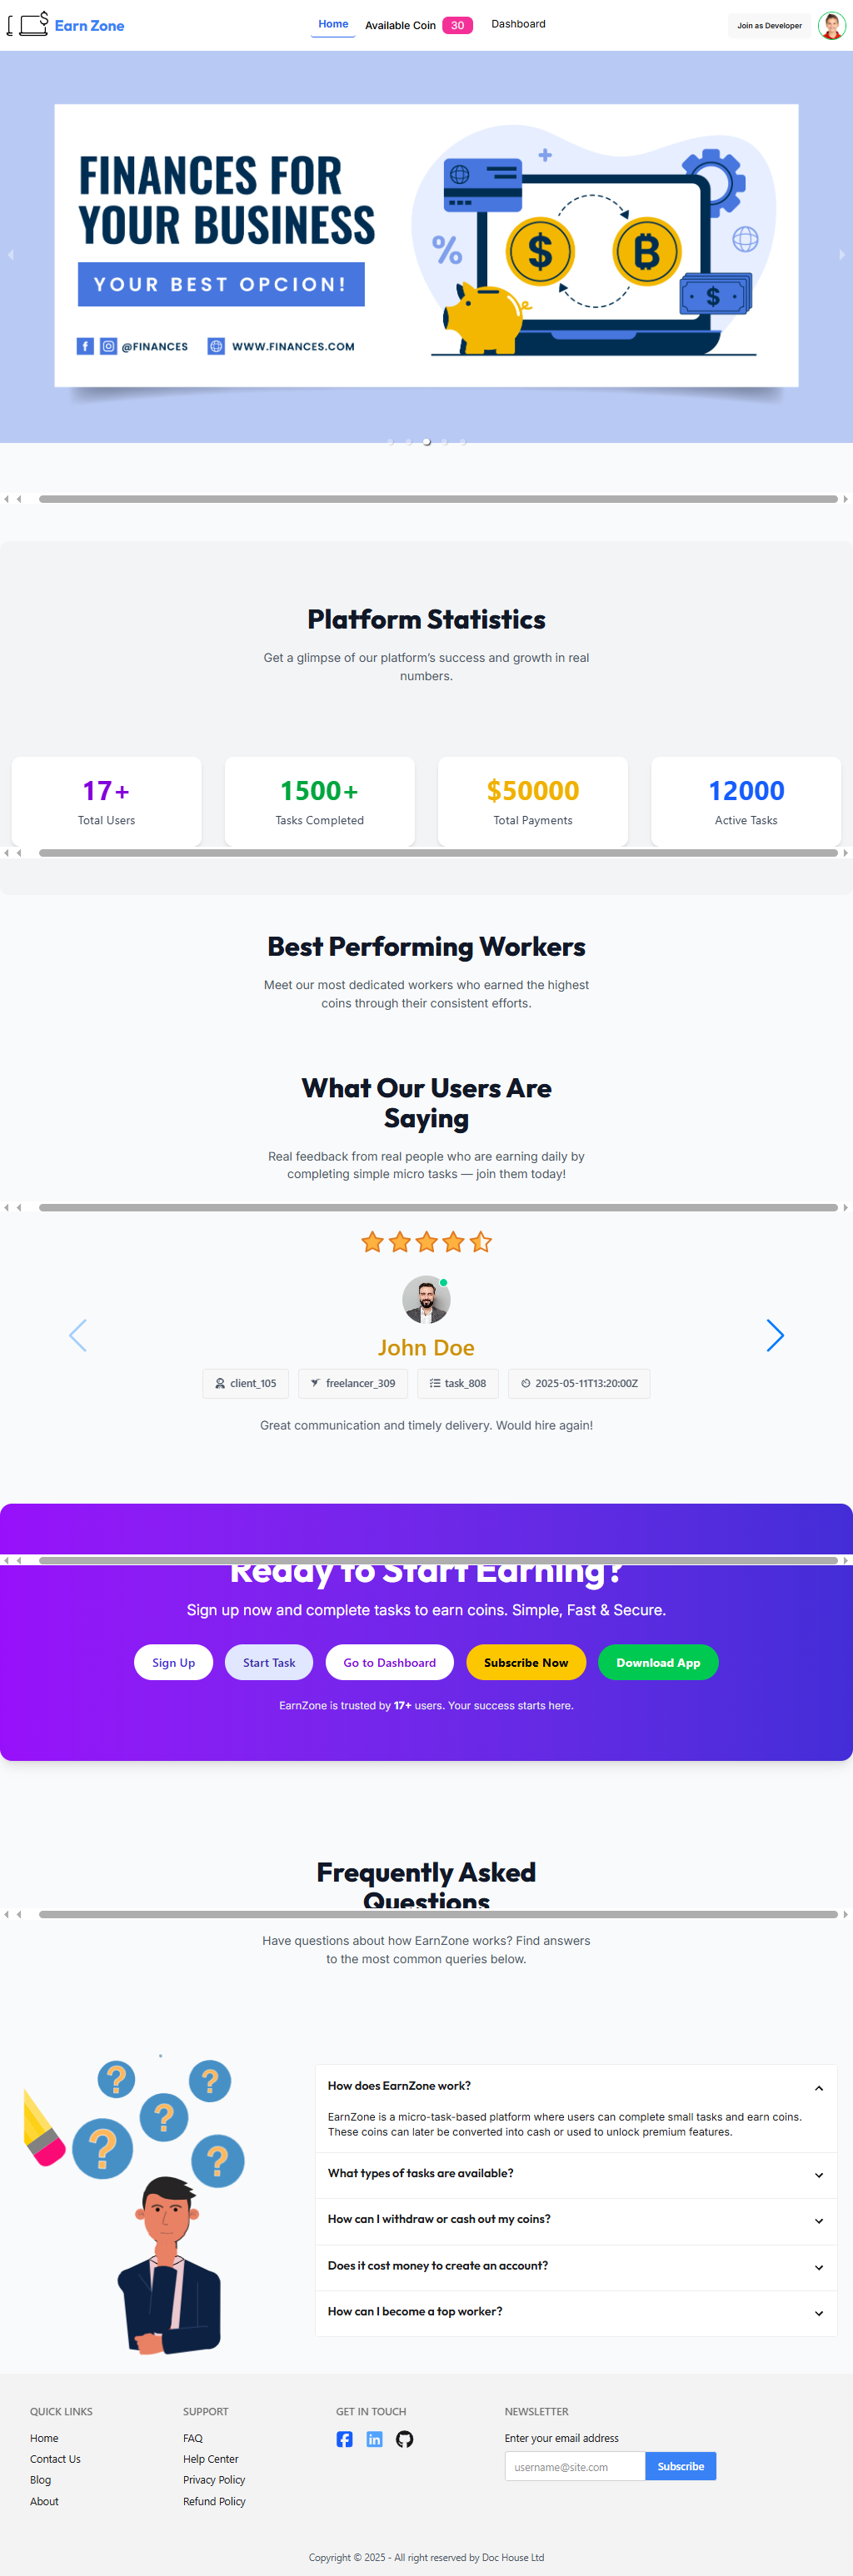 Earn Zone
Home
Available Coin 30
Dashboard
Join as Developer
FINANCES FOR
YOUR BUSINESS
YOUR BEST OPCION!
@FINANCES
WWW.FINANCES.COM
Platform Statistics
Get a glimpse of our platform's success and growth in real
numbers.
17+
Total Users
1500+
Tasks Completed
$50000
Total Payments
12000
Active Tasks
Best Performing Workers
Meet our most dedicated workers who earned the highest
coins through their consistent efforts.
What Our Users Are
Saying
Real feedback from real people who are earning daily by
completing simple micro tasks — join them today!
John Doe
client_105
freelancer_309
task_808
2025-05-11T13:20:00Z
Great communication and timely delivery. Would hire again!
Ready to Start Earning?
Sign up now and complete tasks to earn coins. Simple, Fast & Secure.
Sign Up
Start Task
Go to Dashboard
Subscribe Now
Download App
EarnZone is trusted by 17+ users. Your success starts here.
Frequently Asked
Questions
Have questions about how EarnZone works? Find answers
to the most common queries below.
How does EarnZone work?
EarnZone is a micro-task-based platform where users can complete small tasks and earn coins.
These coins can later be converted into cash or used to unlock premium features.
What types of tasks are available?
How can I withdraw or cash out my coins?
Does it cost money to create an account?
How can I become a top worker?
QUICK LINKS
Home
Contact Us
Blog
About
SUPPORT
FAQ
Help Center
Privacy Policy
Refund Policy
GET IN TOUCH
NEWSLETTER
Enter your email address
username@site.com
Subscribe
Copyright © 2025 - All right reserved by Doc House Ltd